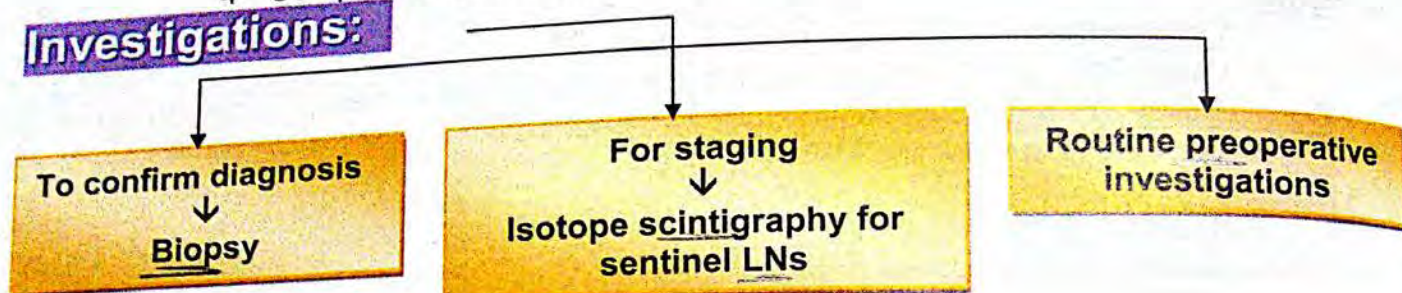 Investigations:
To confirm diagnosis
↓
Biopsy
For staging
↓
Isotope scintigraphy for
sentinel LNs
Routine preoperative
investigations